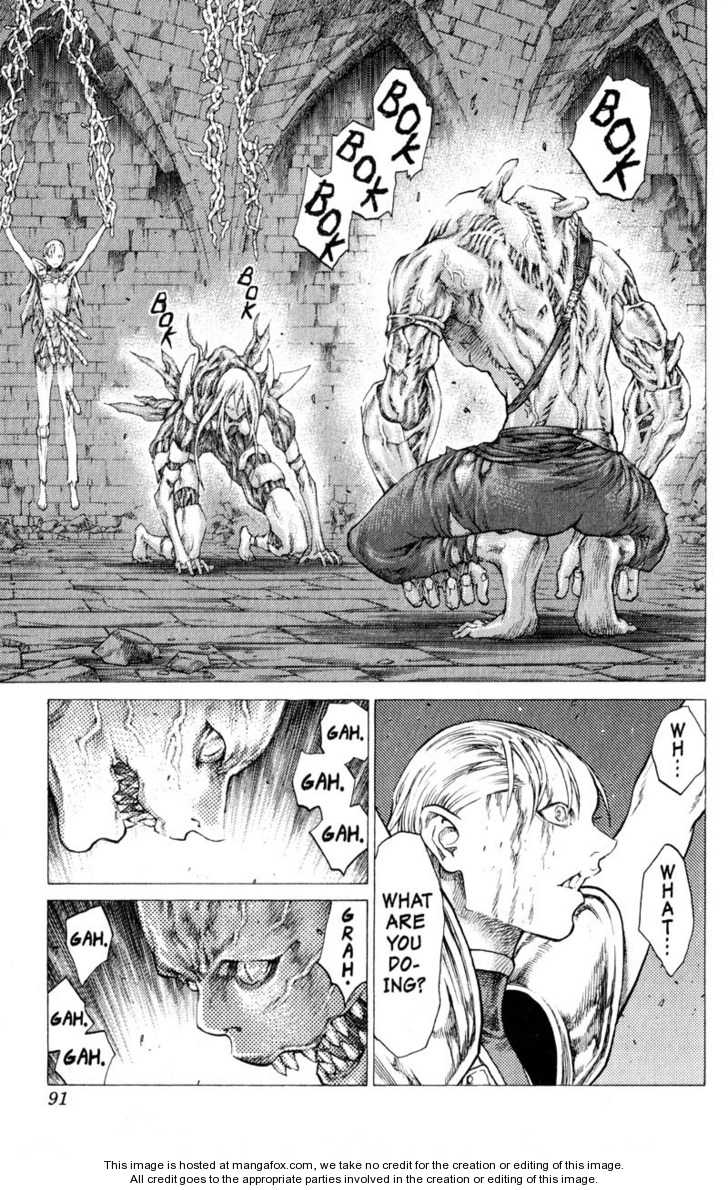 BOK
BOK
BOK
BOK
BOK
BOK
WH...
WHAT...
WHAT
ARE
YOU
DO-
ING?
GAH.
GAH.
GAH.
GRAH.
GAH.
GAH.
GAH.
91
This image is hosted at mangafox.com, we take no credit for the creation or editing of this image.
All credit goes to the appropriate parties involved in the creation or editing of this image.